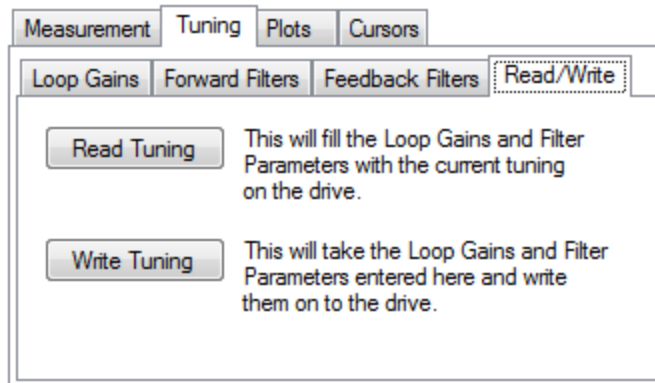 Measurement Tuning Plots Cursors
Loop Gains Forward Filters Feedback Filters Read/Write
Read Tuning
This will fill the Loop Gains and Filter
Parameters with the current tuning
on the drive.
Write Tuning
This will take the Loop Gains and Filter
Parameters entered here and write
them on to the drive.